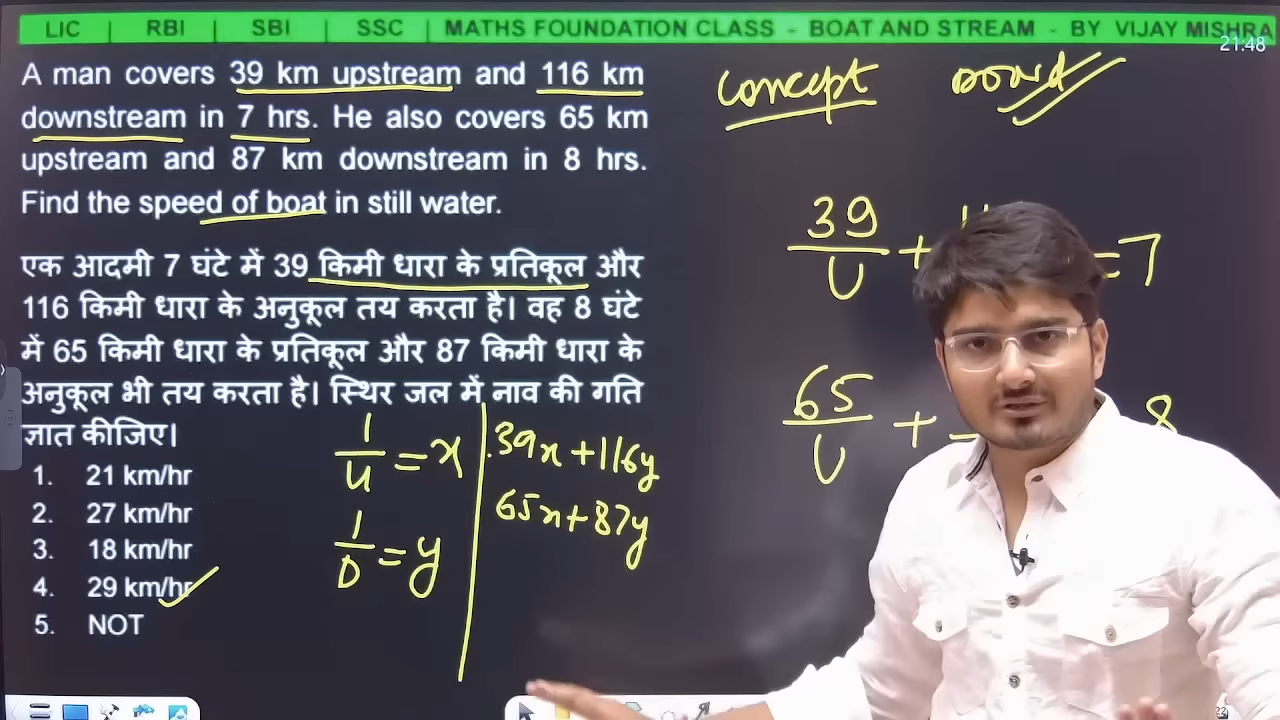 LIC | RBI | SBI | SSC | MATHS FOUNDATION CLASS - BOAT AND STREAM - BY VIJAY MISHRA
21:48
A man covers 39 km upstream and 116 km
downstream in 7 hrs. He also covers 65 km
upstream and 87 km downstream in 8 hrs.
Find the speed of boat in still water.
एक आदमी 7 घंटे में 39 किमी धारा के प्रतिकूल और
116 किमी धारा के अनुकूल तय करता है। वह 8 घंटे
में 65 किमी धारा के प्रतिकूल और 87 किमी धारा के
अनुकूल भी तय करता है। स्थिर जल में नाव की गति
ज्ञात कीजिए।
1. 21 km/hr
2. 27 km/hr
3. 18 km/hr
4. 29 km/hr
5. NOT
1/u = x
1/D = y
39x + 116y
65x + 87y
concept
39/U + = 7
65/U + 8